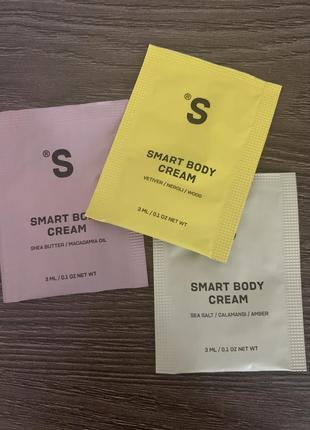 ®S
SMART BODY
CREAM
VETIVER / NEROLI / WOOD
3 ML / 0.1 OZ NET WT
®S
SMART BODY
CREAM
SHEA BUTTER / MACADAMIA OIL
3 ML / 0.1 OZ NET WT
SMART BODY
CREAM
SEA SALT / CALAMANSI / AMBER
3 ML / 0.1 OZ NET WT